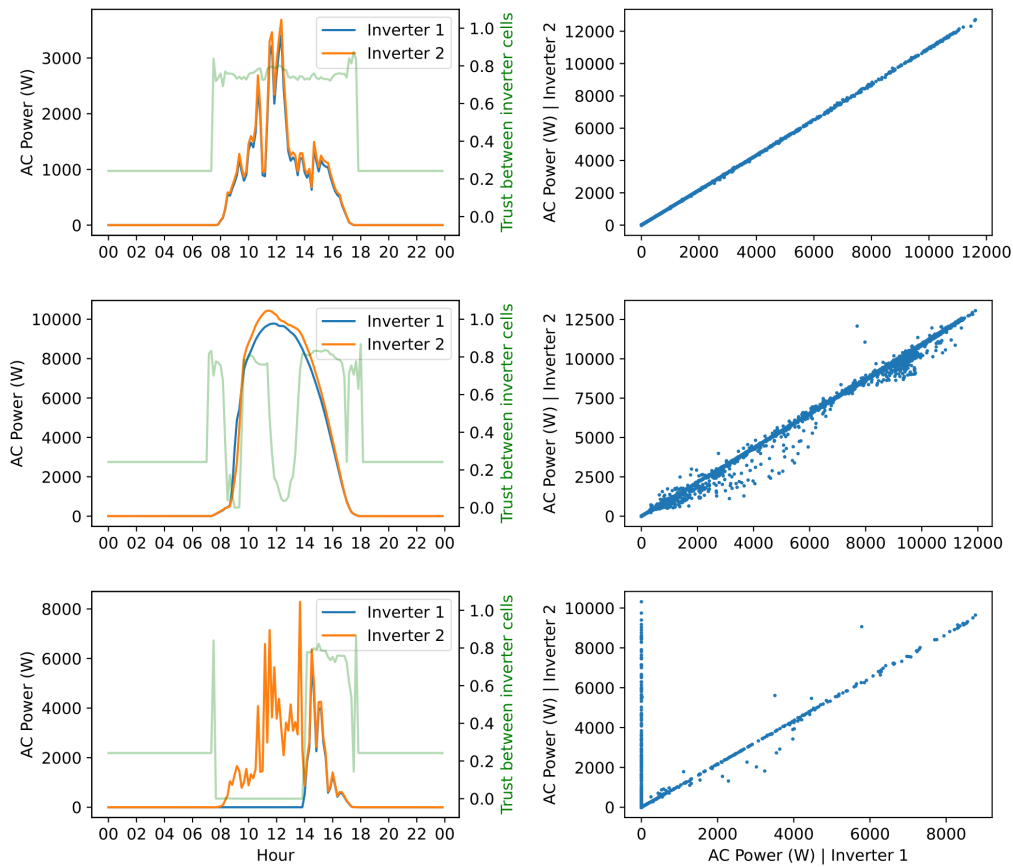 AC Power (W)
3000
2000
1000
0
00 02 04 06 08 10 12 14 16 18 20 22 00
Inverter 1
Inverter 2
1.0
0.8
0.6
0.4
0.2
0.0
Trust between inverter cells
AC Power (W) | Inverter 2
12000
10000
8000
6000
4000
2000
0
0 2000 4000 6000 8000 10000 12000
AC Power (W)
10000
8000
6000
4000
2000
0
00 02 04 06 08 10 12 14 16 18 20 22 00
Inverter 1
Inverter 2
1.0
0.8
0.6
0.4
0.2
0.0
Trust between inverter cells
AC Power (W) | Inverter 2
12500
10000
7500
5000
2500
0
0 2000 4000 6000 8000 10000 12000
AC Power (W)
8000
6000
4000
2000
0
00 02 04 06 08 10 12 14 16 18 20 22 00
Hour
Inverter 1
Inverter 2
1.0
0.8
0.6
0.4
0.2
0.0
Trust between inverter cells
AC Power (W) | Inverter 2
10000
8000
6000
4000
2000
0
0 2000 4000 6000 8000
AC Power (W) | Inverter 1